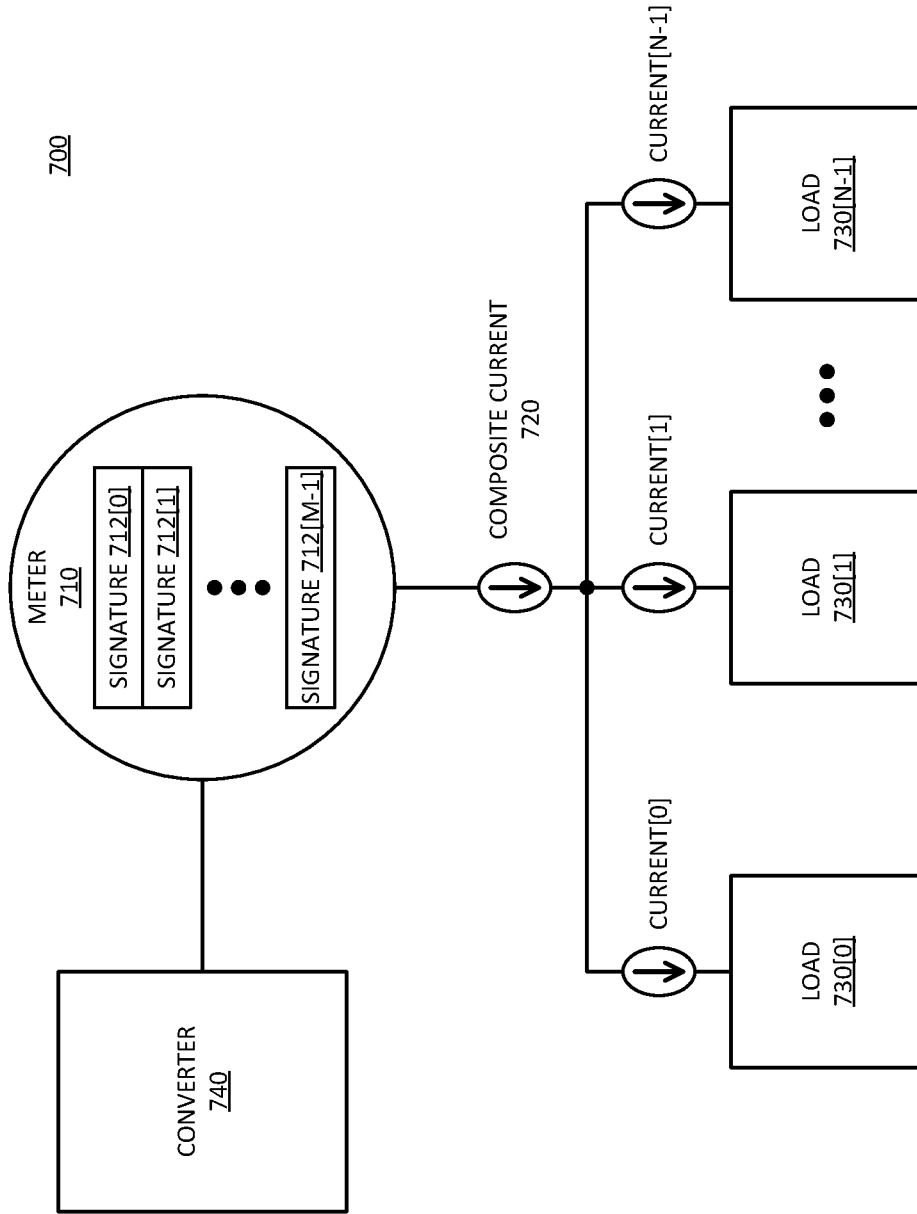 700
METER
710
SIGNATURE 712[0]
SIGNATURE 712[1]
SIGNATURE 712[M-1]
CONVERTER
740
COMPOSITE CURRENT
720
CURRENT[0]
CURRENT[1]
CURRENT[N-1]
LOAD
730[0]
LOAD
730[1]
LOAD
730[N-1]